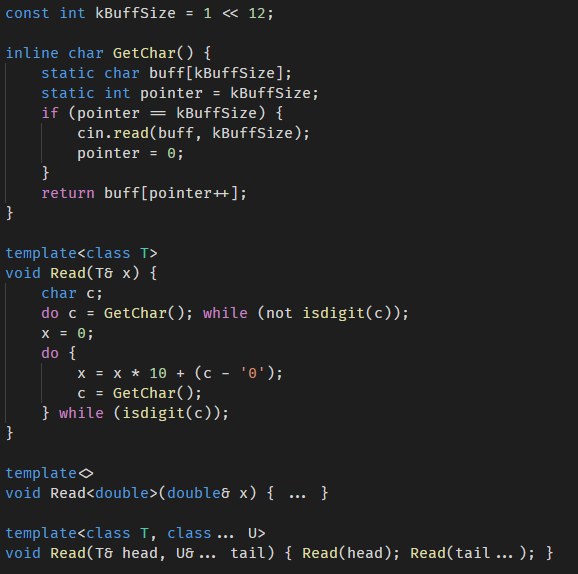 const int kBuffSize = 1 << 12;

inline char GetChar() {
    static char buff[kBuffSize];
    static int pointer = kBuffSize;
    if (pointer == kBuffSize) {
        cin.read(buff, kBuffSize);
        pointer = 0;
    }
    return buff[pointer++];
}

template<class T>
void Read(T& x) {
    char c;
    do c = GetChar(); while (not isdigit(c));
    x = 0;
    do {
        x = x * 10 + (c - '0');
        c = GetChar();
    } while (isdigit(c));
}

template<>
void Read<double>(double& x) { ... }

template<class T, class... U>
void Read(T& head, U&... tail) { Read(head); Read(tail...); }